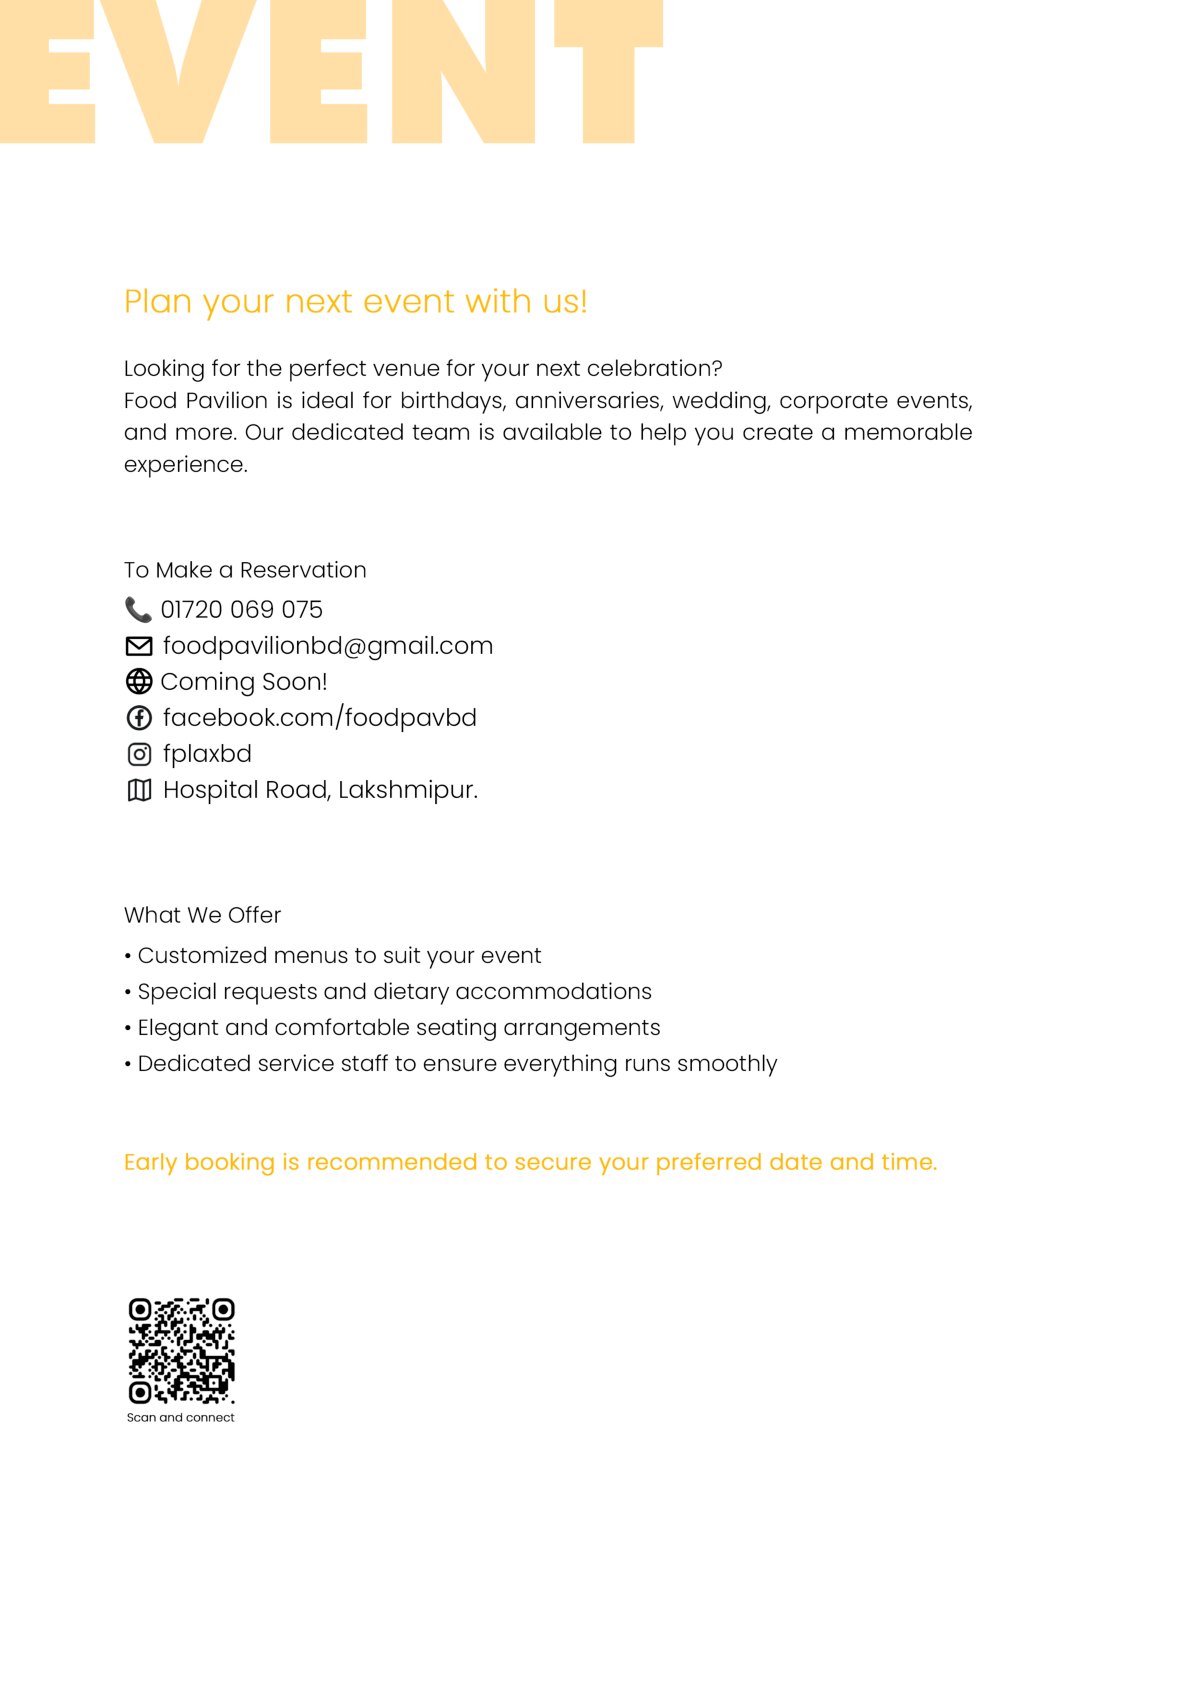 EVENT
Plan your next event with us!
Looking for the perfect venue for your next celebration?
Food Pavilion is ideal for birthdays, anniversaries, wedding, corporate events,
and more. Our dedicated team is available to help you create a memorable
experience.
To Make a Reservation
01720 069 075
foodpavilionbd@gmail.com
Coming Soon!
facebook.com/foodpavbd
fplaxbd
Hospital Road, Lakshmipur.
What We Offer
• Customized menus to suit your event
• Special requests and dietary accommodations
• Elegant and comfortable seating arrangements
• Dedicated service staff to ensure everything runs smoothly
Early booking is recommended to secure your preferred date and time.
Scan and connect